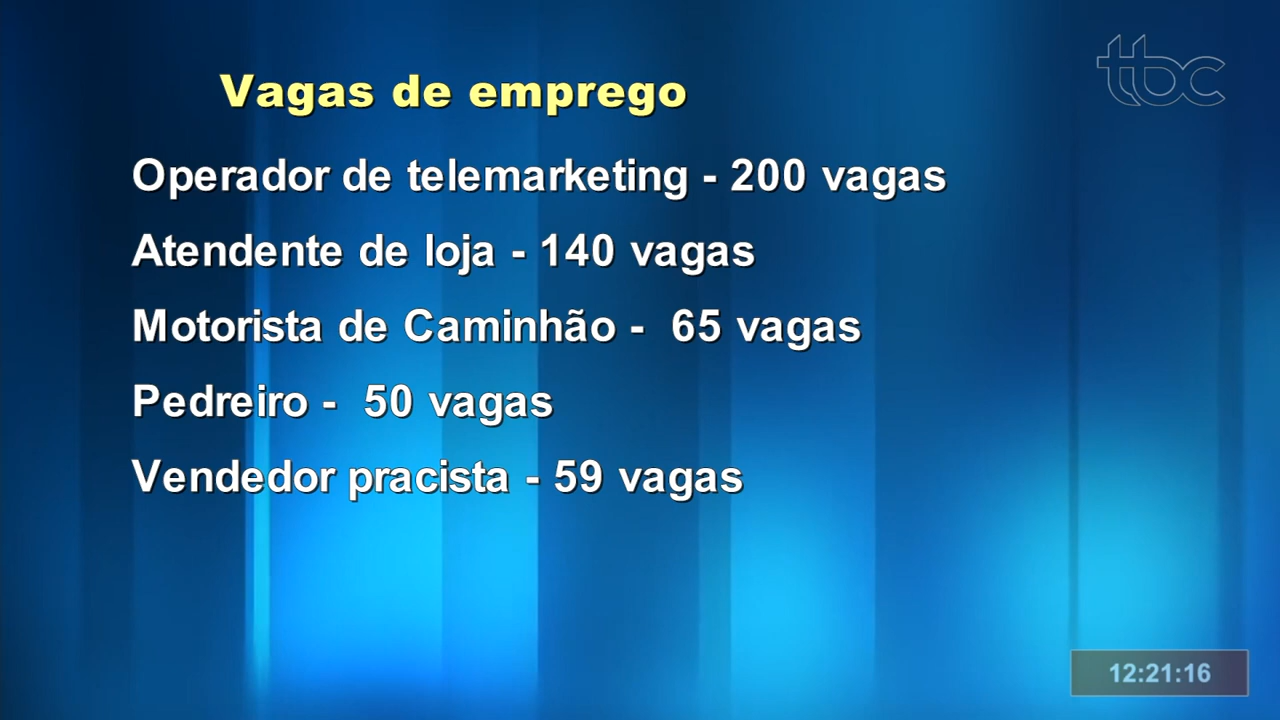 tbc
Vagas de emprego
Operador de telemarketing - 200 vagas
Atendente de loja - 140 vagas
Motorista de Caminhão -  65 vagas
Pedreiro -  50 vagas
Vendedor pracista - 59 vagas
12:21:16